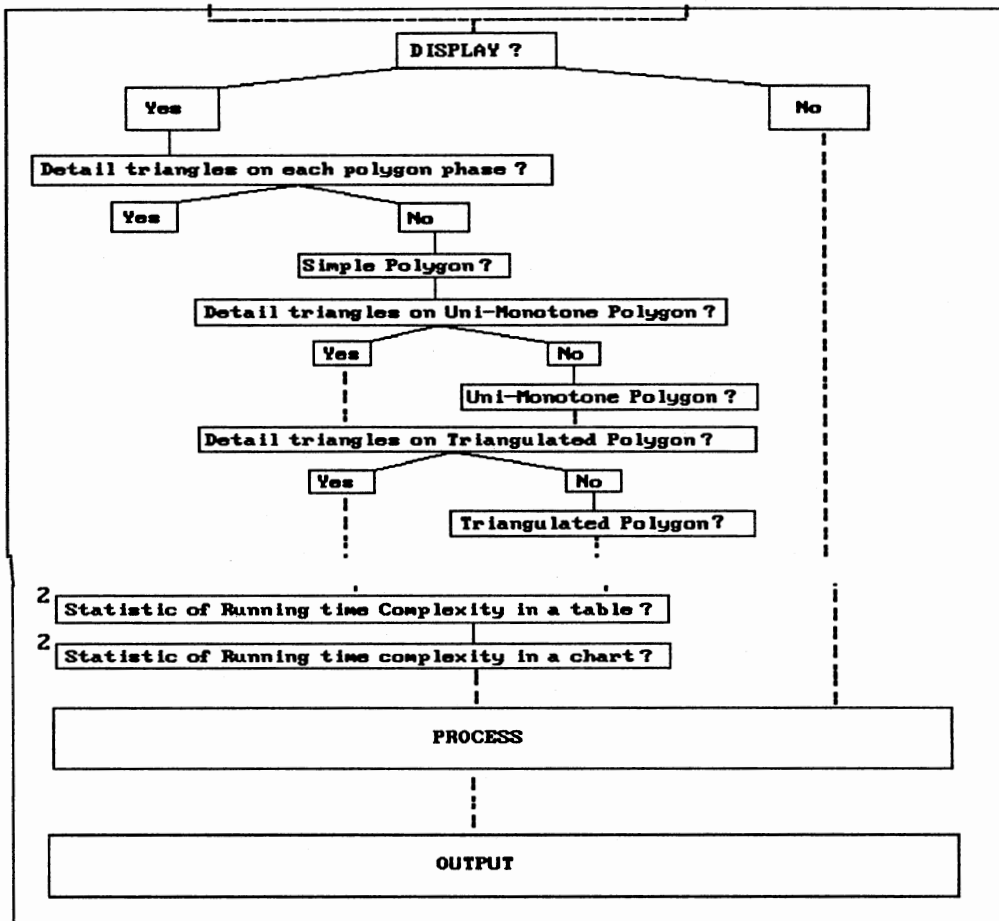 DISPLAY ?
Yes
No
Detail triangles on each polygon phase ?
Yes
No
Simple Polygon ?
Detail triangles on Uni-Monotone Polygon ?
Yes
No
Uni-Monotone Polygon ?
Detail triangles on Triangulated Polygon ?
Yes
No
Triangulated Polygon ?
2 Statistic of Running time Complexity in a table ?
2 Statistic of Running time complexity in a chart ?
PROCESS
OUTPUT